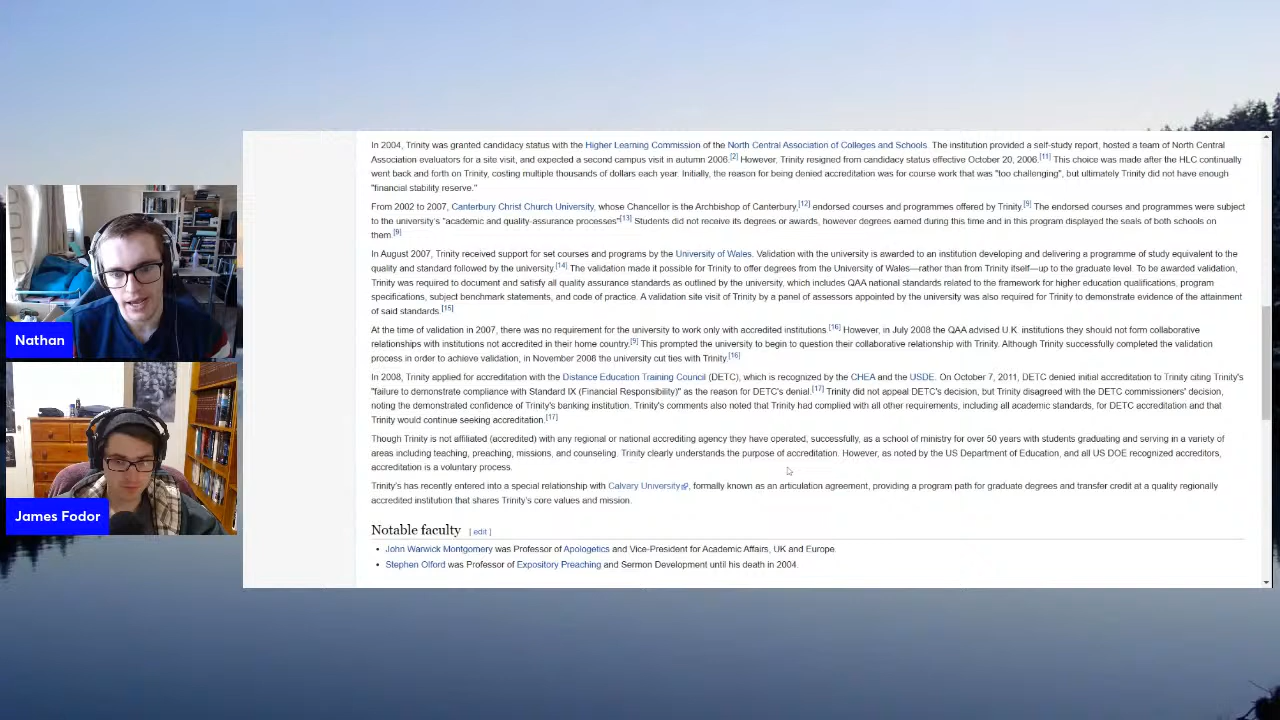 In 2004, Trinity was granted candidacy status with the Higher Learning Commission of the North Central Association of Colleges and Schools. The institution provided a self-study report, hosted a team of North Central
Association evaluators for a site visit, and expected a second campus visit in autumn 2006.[2] However, Trinity resigned from candidacy status effective October 20, 2006.[11] This choice was made after the HLC continually
went back and forth on Trinity, costing multiple thousands of dollars each year. Initially, the reason for being denied accreditation was for course work that was "too challenging", but ultimately Trinity did not have enough
"financial stability reserve."
From 2002 to 2007, Canterbury Christ Church University, whose Chancellor is the Archbishop of Canterbury,[12] endorsed courses and programmes offered by Trinity.[9] The endorsed courses and programmes were subject
to the university's "academic and quality-assurance processes"[13] Students did not receive its degrees or awards, however degrees earned during this time and in this program displayed the seals of both schools on
them.[9]
In August 2007, Trinity received support for set courses and programs by the University of Wales. Validation with the university is awarded to an institution developing and delivering a programme of study equivalent to the
quality and standard followed by the university.[14] The validation made it possible for Trinity to offer degrees from the University of Wales—rather than from Trinity itself—up to the graduate level. To be awarded validation,
Trinity was required to document and satisfy all quality assurance standards as outlined by the university, which includes QAA national standards related to the framework for higher education qualifications, program
specifications, subject benchmark statements, and code of practice. A validation site visit of Trinity by a panel of assessors appointed by the university was also required for Trinity to demonstrate evidence of the attainment
of said standards.[15]
At the time of validation in 2007, there was no requirement for the university to work only with accredited institutions.[16] However, in July 2008 the QAA advised U.K. institutions they should not form collaborative
Nathan
relationships with institutions not accredited in their home country.[9] This prompted the university to begin to question their collaborative relationship with Trinity. Although Trinity successfully completed the validation
process in order to achieve validation, in November 2008 the university cut ties with Trinity.[16]
In 2008, Trinity applied for accreditation with the Distance Education Training Council (DETC), which is recognized by the CHEA and the USDE. On October 7, 2011, DETC denied initial accreditation to Trinity citing Trinity's
"failure to demonstrate compliance with Standard IX (Financial Responsibility)" as the reason for DETC's denial.[17] Trinity did not appeal DETC's decision, but Trinity disagreed with the DETC commissioners' decision,
noting the demonstrated confidence of Trinity's banking institution. Trinity's comments also noted that Trinity had complied with all other requirements, including all academic standards, for DETC accreditation and that
Trinity would continue seeking accreditation.[17]
Though Trinity is not affiliated (accredited) with any regional or national accrediting agency they have operated, successfully, as a school of ministry for over 50 years with students graduating and serving in a variety of
areas including teaching, preaching, missions, and counseling. Trinity clearly understands the purpose of accreditation. However, as noted by the US Department of Education, and all US DOE recognized accreditors,
accreditation is a voluntary process.
Trinity's has recently entered into a special relationship with Calvary University, formally known as an articulation agreement, providing a program path for graduate degrees and transfer credit at a quality regionally
accredited institution that shares Trinity's core values and mission.
James Fodor
Notable faculty [ edit ]
• John Warwick Montgomery was Professor of Apologetics and Vice-President for Academic Affairs, UK and Europe.
• Stephen Olford was Professor of Expository Preaching and Sermon Development until his death in 2004.